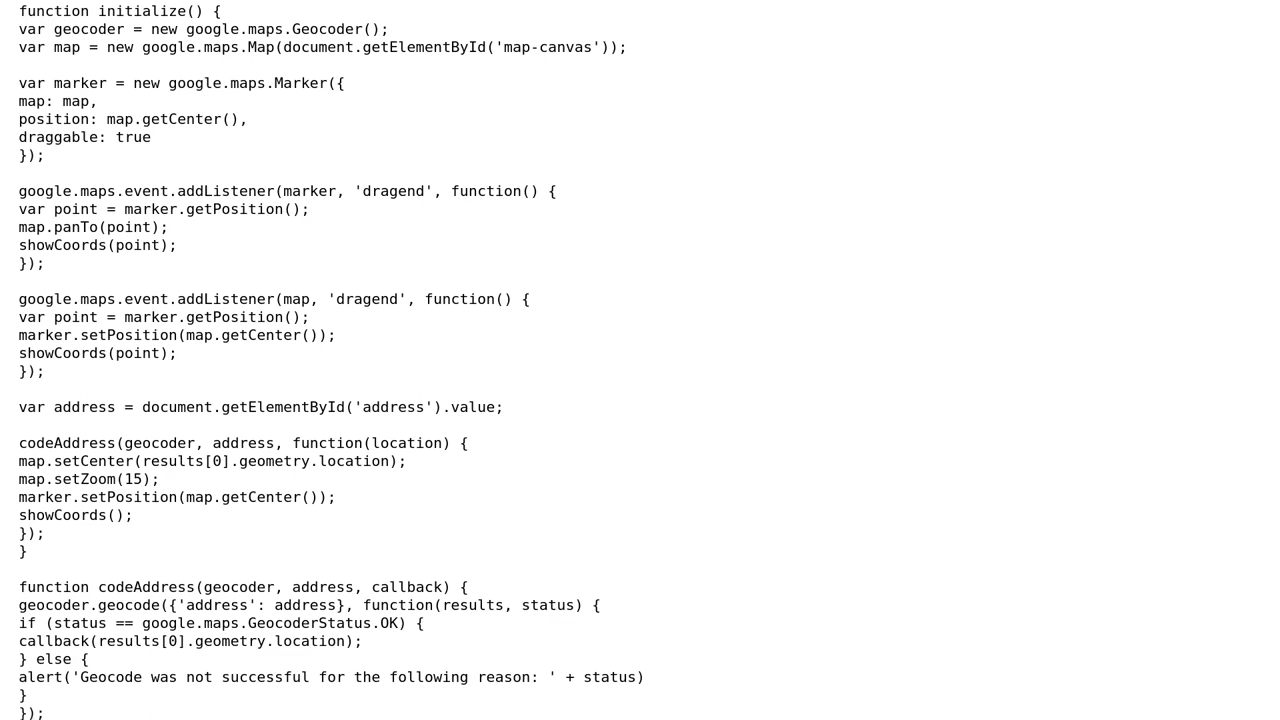 function initialize() {
var geocoder = new google.maps.Geocoder();
var map = new google.maps.Map(document.getElementById('map-canvas'));
var marker = new google.maps.Marker({
map: map,
position: map.getCenter(),
draggable: true
});
google.maps.event.addListener(marker, 'dragend', function() {
var point = marker.getPosition();
map.panTo(point);
showCoords(point);
});
google.maps.event.addListener(map, 'dragend', function() {
var point = marker.getPosition();
marker.setPosition(map.getCenter());
showCoords(point);
});
var address = document.getElementById('address').value;
codeAddress(geocoder, address, function(location) {
map.setCenter(results[0].geometry.location);
map.setZoom(15);
marker.setPosition(map.getCenter());
showCoords();
});
}
function codeAddress(geocoder, address, callback) {
geocoder.geocode({'address': address}, function(results, status) {
if (status == google.maps.GeocoderStatus.OK) {
callback(results[0].geometry.location);
} else {
alert('Geocode was not successful for the following reason: ' + status)
}
});